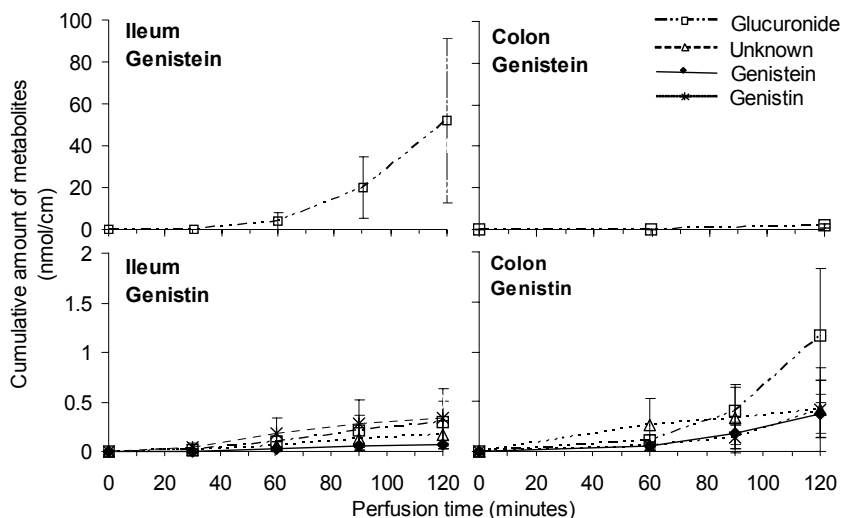 Ileum
Genistein
Colon
Genistein
Glucuronide
Unknown
Genistein
Genistin
100
80
60
40
20
0
Cumulative amount of metabolites
(nmol/cm)
Ileum
Genistin
Colon
Genistin
2
1.5
1
0.5
0
0 20 40 60 80 100 120
0 20 40 60 80 100 120
Perfusion time (minutes)